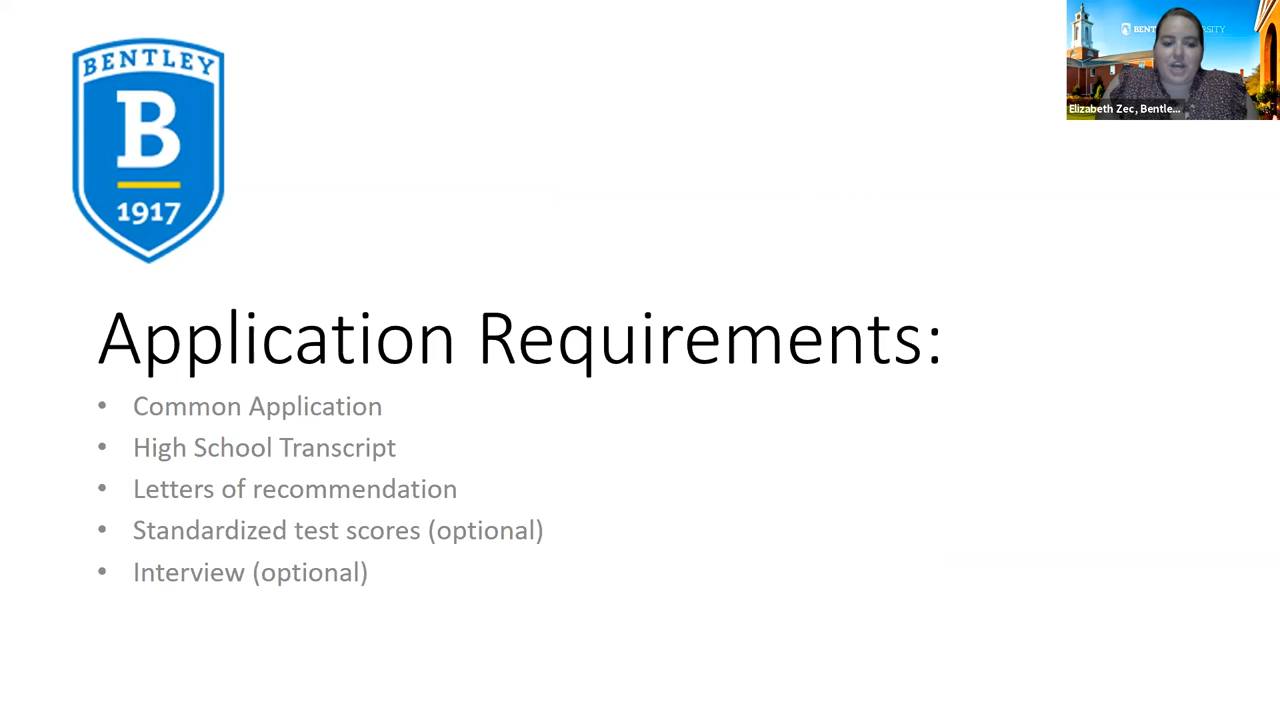 BENTLEY
B
1917
Elizabeth Zec, Bentle...
Application Requirements:
• Common Application
• High School Transcript
• Letters of recommendation
• Standardized test scores (optional)
• Interview (optional)